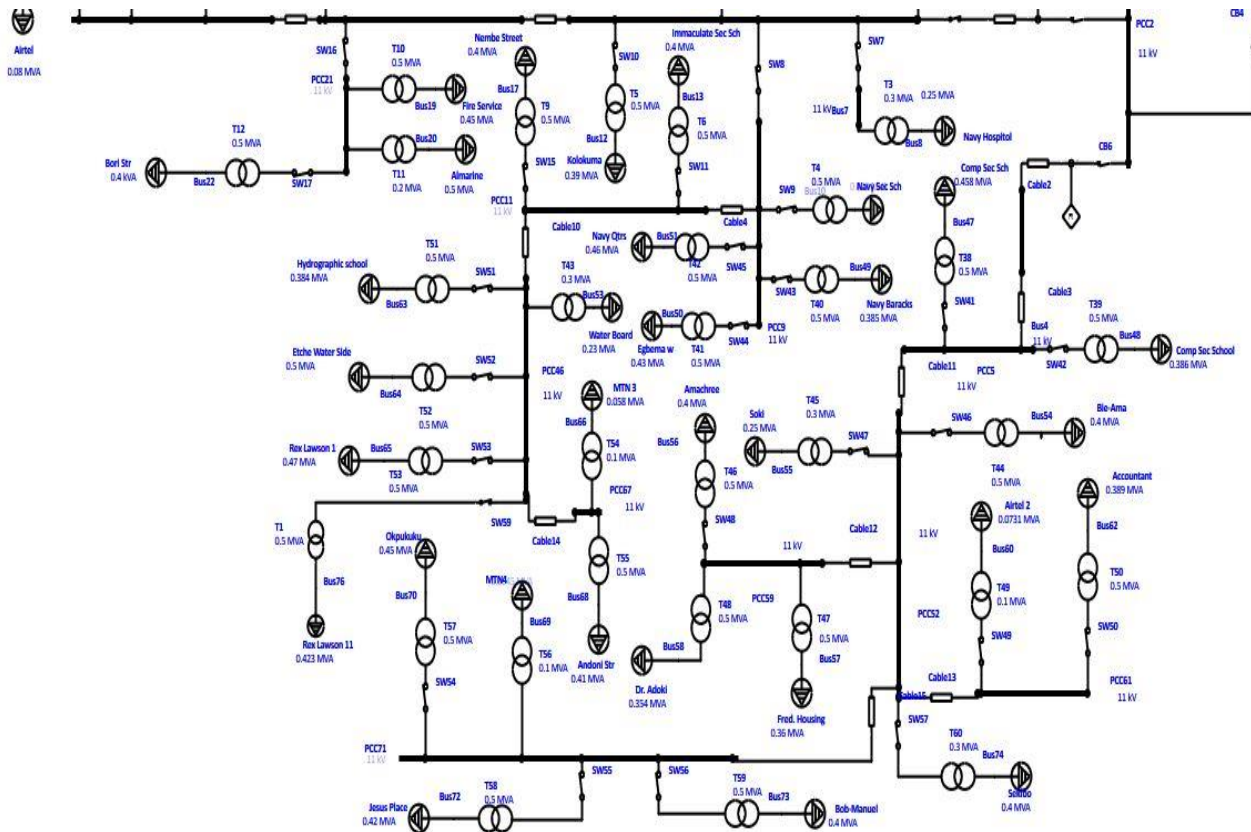 Airtel
0.08 MVA
SW16
T10
0.5 MVA
PCC21
11 kV
Bus19
Fire Service
0.45 MVA
T12
0.5 MVA
Bori Str
0.4 kVA
Bus22
SW17
Bus20
T11
0.2 MVA
Almarine
0.5 MVA
Nembe Street
0.4 MVA
Bus17
T9
0.5 MVA
SW15
PCC11
11 kV
SW10
T5
0.5 MVA
Bus12
Kolokuma
0.39 MVA
Immaculate Sec Sch
0.4 MVA
Bus13
T6
0.5 MVA
SW11
SW8
SW7
T3
0.3 MVA
0.25 MVA
11 kV
Bus7
Bus8
Navy Hospitol
PCC2
11 kV
CB4
CB6
Cable2
T4
0.5 MVA
Bus10
SW9
Navy Sec Sch
Cable4
Cable10
Navy Qtrs
0.46 MVA
Bus51
T42
0.5 MVA
SW45
SW43
Bus49
T40
0.5 MVA
Navy Baracks
0.385 MVA
Comp Sec Sch
0.458 MVA
Bus47
T38
0.5 MVA
SW41
Cable3
T39
0.5 MVA
Bus4
11 kV
Bus48
SW42
Comp Sec School
0.386 MVA
T51
0.5 MVA
Hydrographic school
0.384 MVA
SW51
Bus63
T43
0.3 MVA
Bus53
Water Board
0.23 MVA
Bus50
Egbema w
0.43 MVA
T41
0.5 MVA
SW44
PCC9
11 kV
Cable11
PCC5
11 kV
Etche Water Side
0.5 MVA
SW52
Bus64
T52
0.5 MVA
PCC46
11 kV
MTN 3
0.058 MVA
Bus66
T54
0.1 MVA
Amachree
0.4 MVA
Bus56
T46
0.5 MVA
SW48
Soki
0.25 MVA
T45
0.3 MVA
SW47
Bus55
SW46
Bus54
Ble-Ama
0.4 MVA
T44
0.5 MVA
Rex Lawson 1
0.47 MVA
Bus65
SW53
T53
0.5 MVA
PCC67
11 kV
SW59
Cable14
T1
0.5 MVA
Bus76
Rex Lawson 11
0.423 MVA
Okpukuku
0.45 MVA
Bus70
T57
0.5 MVA
SW54
MTN4
Bus69
T56
0.1 MVA
T55
0.5 MVA
Bus68
Andoni Str
0.41 MVA
11 kV
Cable12
11 kV
Airtel 2
0.0731 MVA
Bus60
T49
0.1 MVA
SW49
Accountant
0.389 MVA
Bus62
T50
0.5 MVA
SW50
T48
0.5 MVA
Bus58
Dr. Adoki
0.354 MVA
PCC59
T47
0.5 MVA
Bus57
Fred. Housing
0.36 MVA
PCC52
Cable13
Cable15
PCC61
11 kV
SW57
T60
0.3 MVA
Bus74
Sekibo
0.4 MVA
PCC71
11 kV
SW55
SW56
Bus72
T58
0.5 MVA
Jesus Place
0.42 MVA
T59
0.5 MVA
Bus73
Bob-Manuel
0.4 MVA